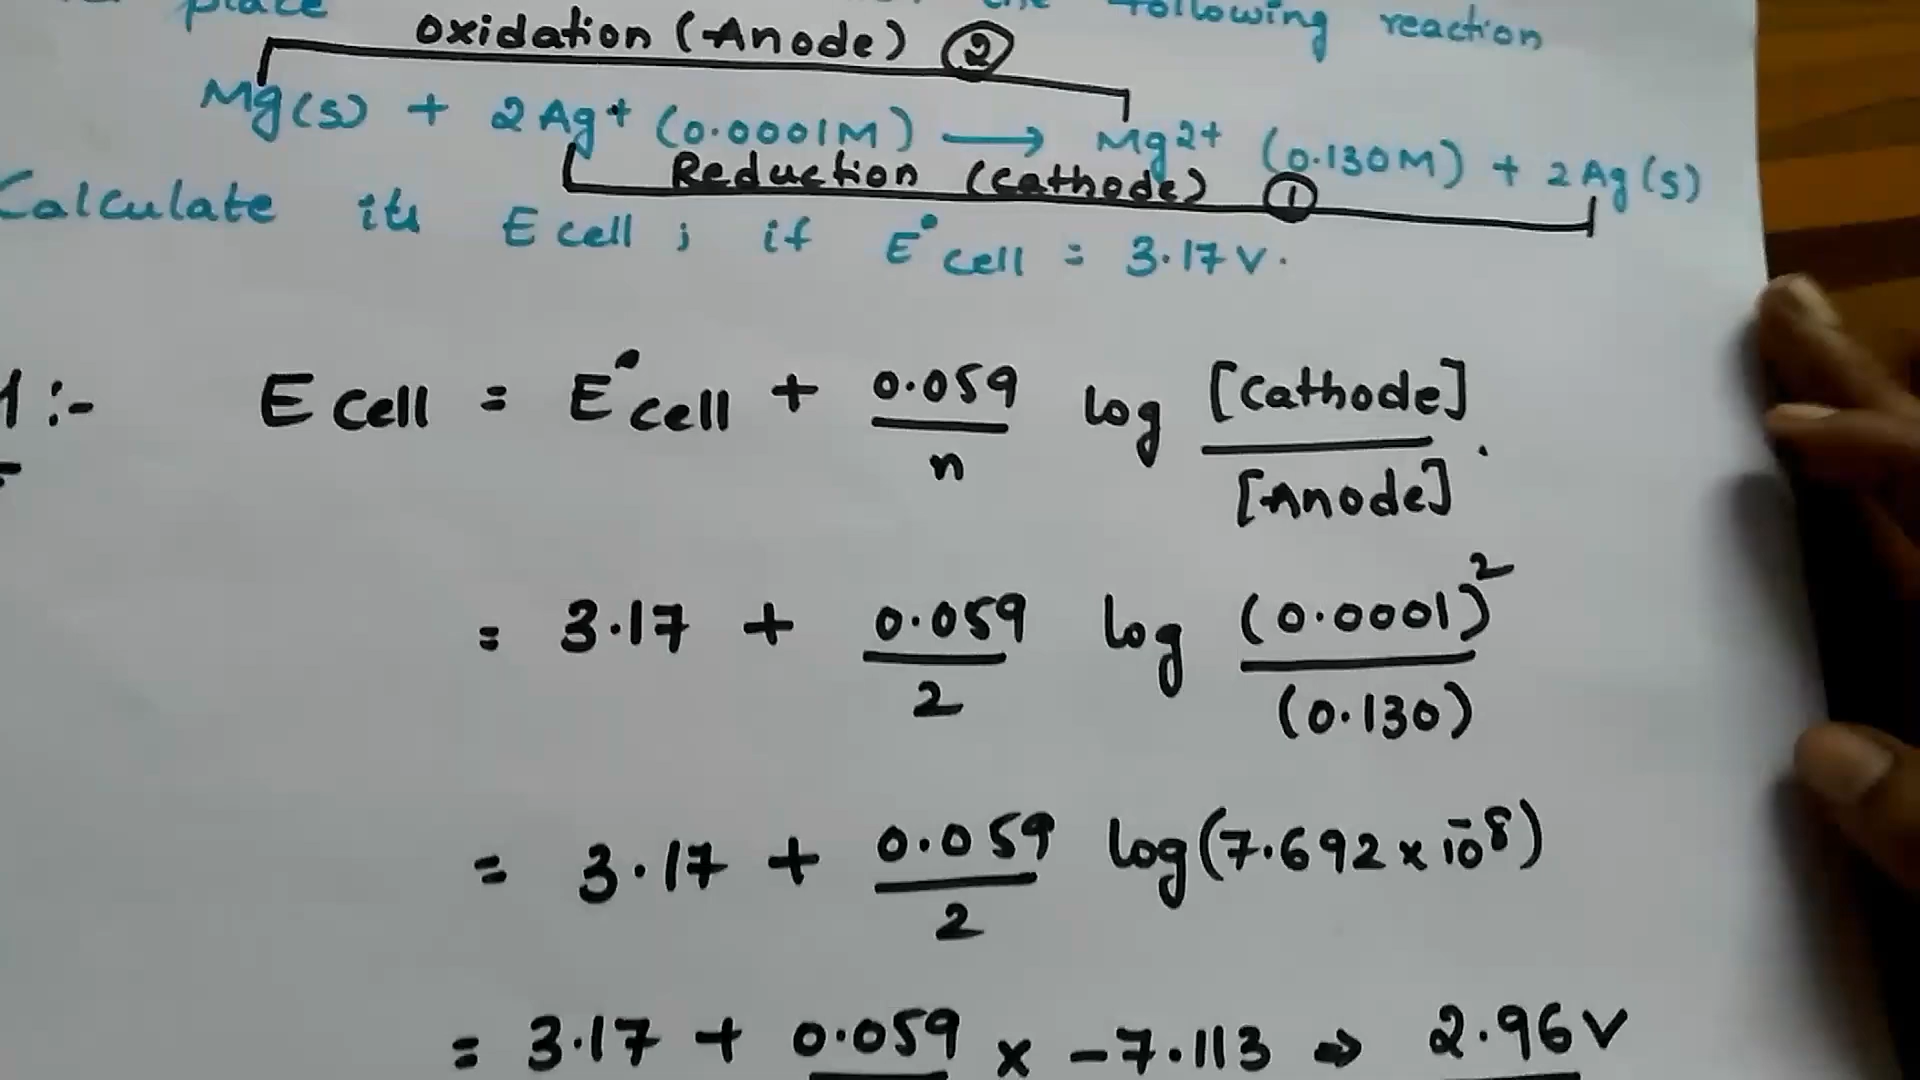 place the following reaction
oxidation (Anode) ②
Mg(s) + 2Ag+ (0.0001M) → Mg2+ (0.130M) + 2Ag(s)
Reduction (cathode) ①
Calculate its E cell ; if E°cell = 3.17V.
:- E cell = E°cell + 0.059/n log [Cathode]/[Anode].
= 3.17 + 0.059/2 log (0.0001)²/(0.130)
= 3.17 + 0.059/2 log(7.692 x 10⁻⁸)
= 3.17 + 0.059 x -7.113 ⇒ 2.96V